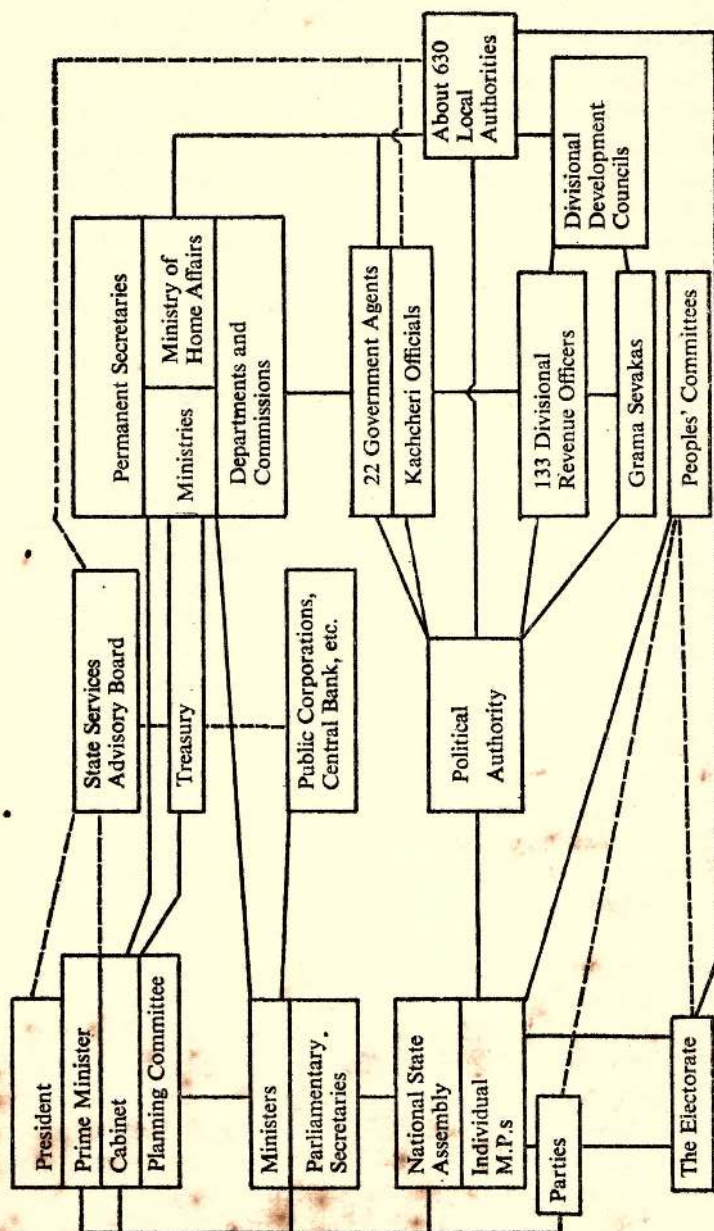 President
Prime Minister
Cabinet
Planning Committee
Ministers
Parliamentary
Secretaries
National State
Assembly
Individual
M.P.s
Parties
The Electorate
State Services
Advisory Board
Treasury
Public Corporations,
Central Bank, etc.
Political
Authority
Permanent Secretaries
Ministries
Ministry of
Home Affairs
Departments and
Commissions
22 Government Agents
Kachcheri Officials
133 Divisional
Revenue Officers
Grama Sevakas
Peoples' Committees
About 630
Local
Authorities
Divisional
Development
Councils